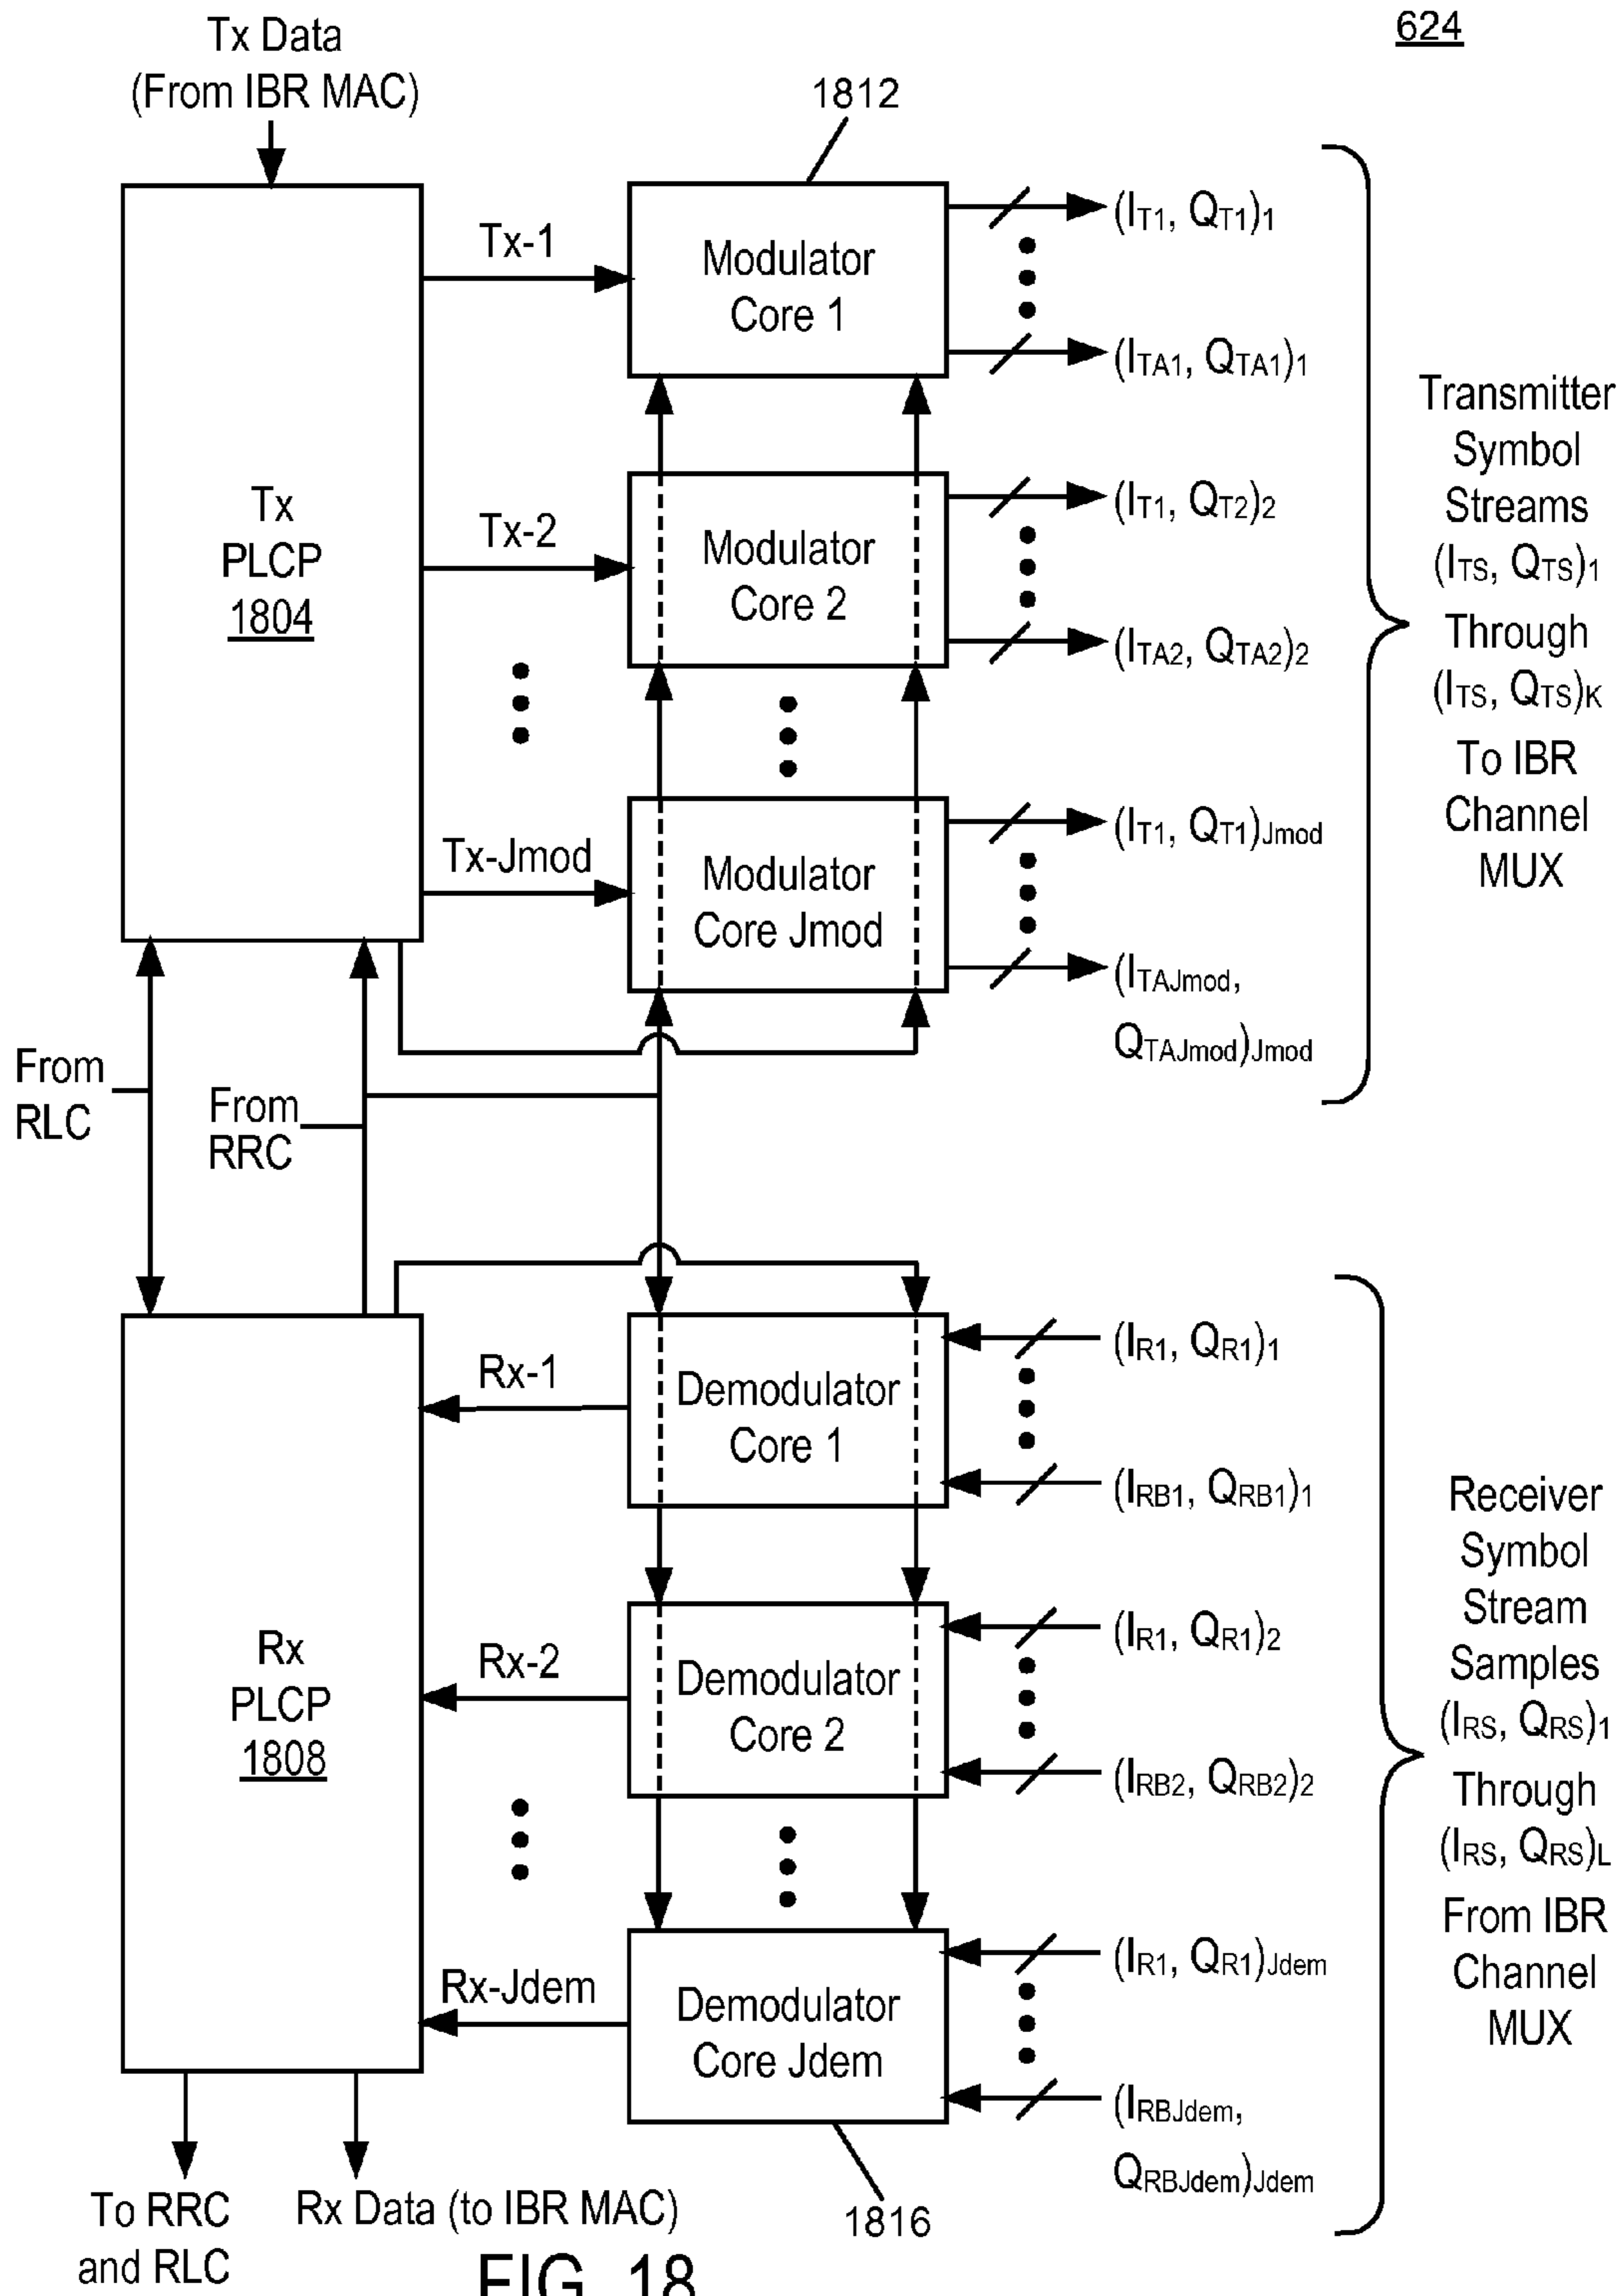 624
Tx Data
(From IBR MAC)
1812
Tx
PLCP
1804
Tx-1
Modulator
Core 1
(IT1, QT1)1
(ITA1, QTA1)1
Tx-2
Modulator
Core 2
(IT1, QT2)2
(ITA2, QTA2)2
Tx-Jmod
Modulator
Core Jmod
(IT1, QT1)Jmod
(ITAJmod,
QTAJmod)Jmod
Transmitter
Symbol
Streams
(ITS, QTS)1
Through
(ITS, QTS)K
To IBR
Channel
MUX
From
RLC
From
RRC
Rx
PLCP
1808
Rx-1
Demodulator
Core 1
(IR1, QR1)1
(IRB1, QRB1)1
Rx-2
Demodulator
Core 2
(IR1, QR1)2
(IRB2, QRB2)2
Rx-Jdem
Demodulator
Core Jdem
(IR1, QR1)Jdem
(IRBJdem,
QRBJdem)Jdem
Receiver
Symbol
Stream
Samples
(IRS, QRS)1
Through
(IRS, QRS)L
From IBR
Channel
MUX
1816
To RRC
and RLC
Rx Data (to IBR MAC)
FIG. 18